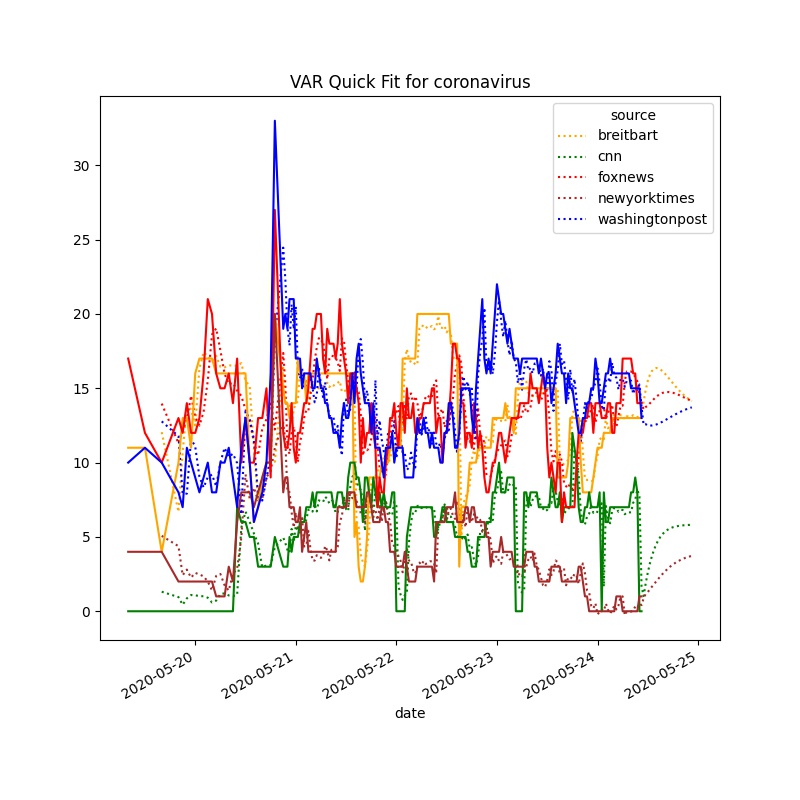 VAR Quick Fit for coronavirus
source
breitbart
cnn
foxnews
newyorktimes
washingtonpost
30
25
20
15
10
5
0
2020-05-20
2020-05-21
2020-05-22
2020-05-23
2020-05-24
2020-05-25
date